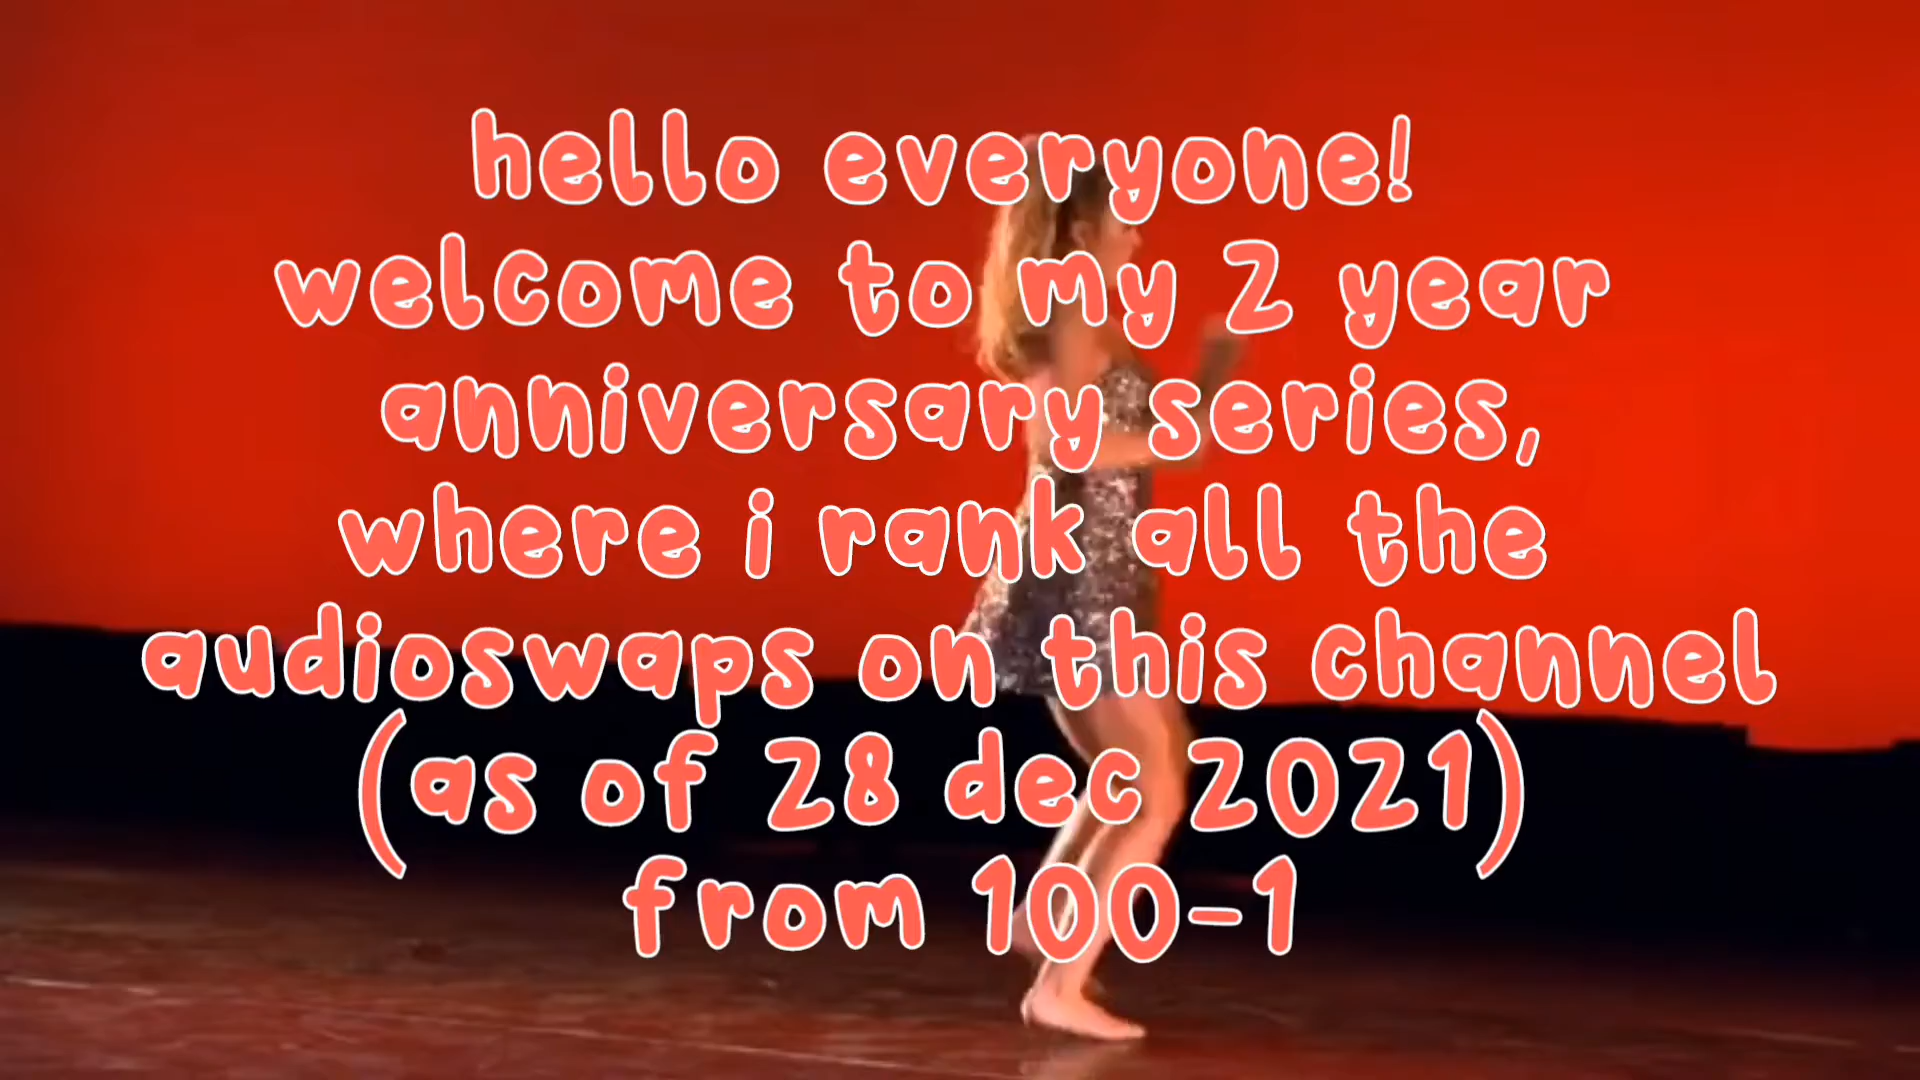 hello everyone!
welcome to my 2 year
anniversary series,
where i rank all the
audioswaps on this channel
(as of 28 dec 2021)
from 100-1